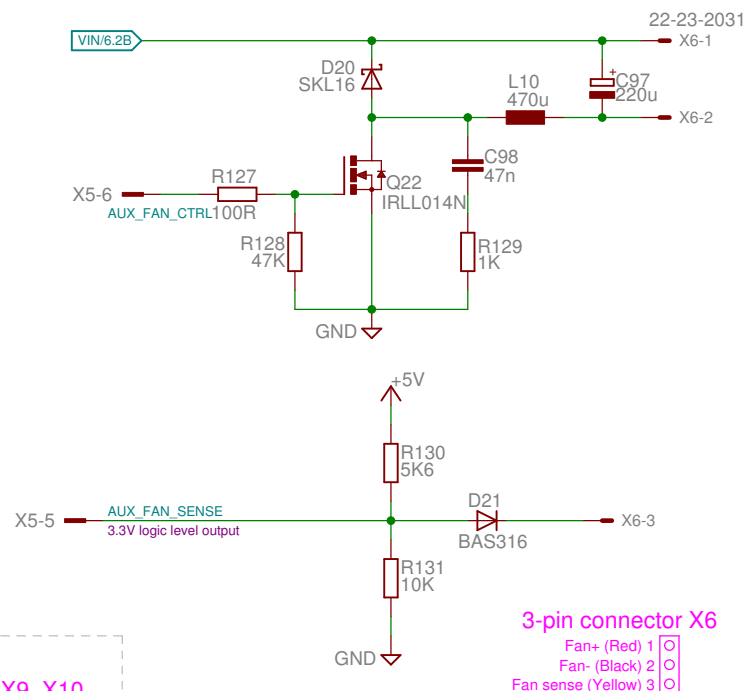 22-23-2031
VIN/6.2B
X6-1
D20
SKL16
L10
470u
+
C97
220u
X6-2
C98
47n
R127
100R
X5-6
AUX_FAN_CTRL
Q22
IRLL014N
R128
47K
R129
1K
GND
+5V
R130
5K6
X5-5
AUX_FAN_SENSE
3.3V logic level output
D21
BAS316
X6-3
R131
10K
GND
3-pin connector X6
Fan+ (Red) 1
Fan- (Black) 2
Fan sense (Yellow) 3
X9, X10